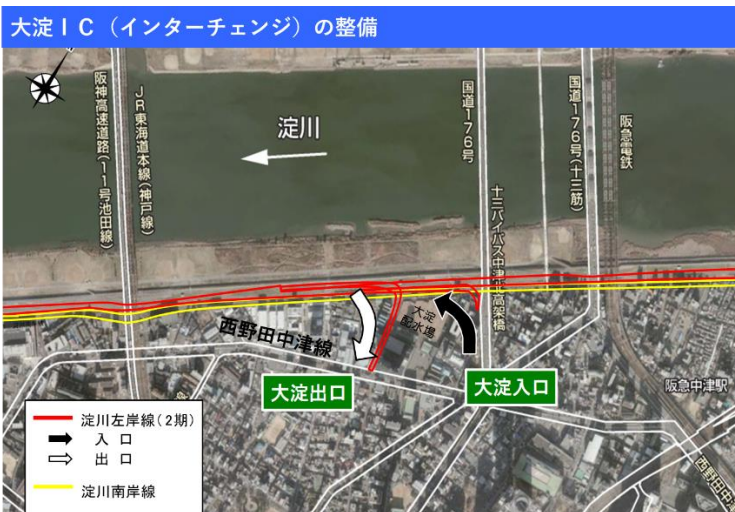 大淀ＩＣ（インターチェンジ）の整備
阪神高速道路(11号池田線)
JR東海道本線(神戸線)
淀川
国道176号
十三バイパス中津北高架橋
国道176号(十三筋)
阪急電鉄
西野田中津線
大淀
配水場
大淀出口
大淀入口
阪急中津駅
淀川左岸線(2期)
入 口
出 口
淀川南岸線